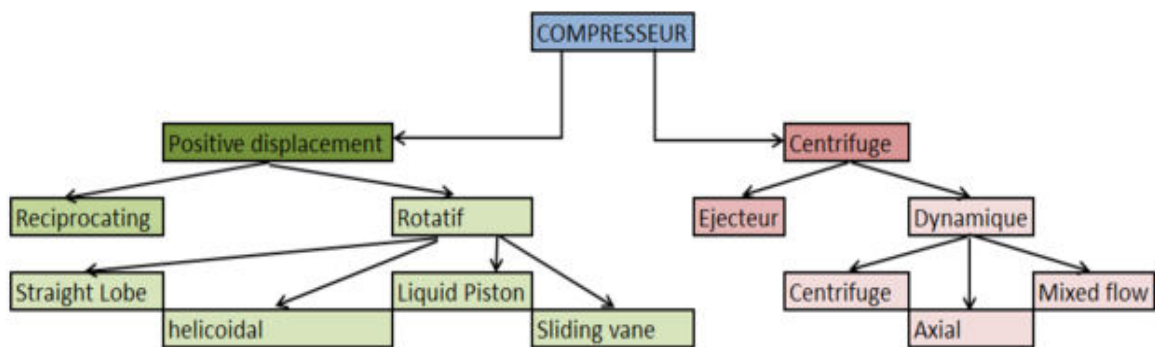 COMPRESSEUR
Positive displacement
Centrifuge
Reciprocating
Rotatif
Ejecteur
Dynamique
Straight Lobe
Liquid Piston
Centrifuge
Mixed flow
helicoidal
Sliding vane
Axial